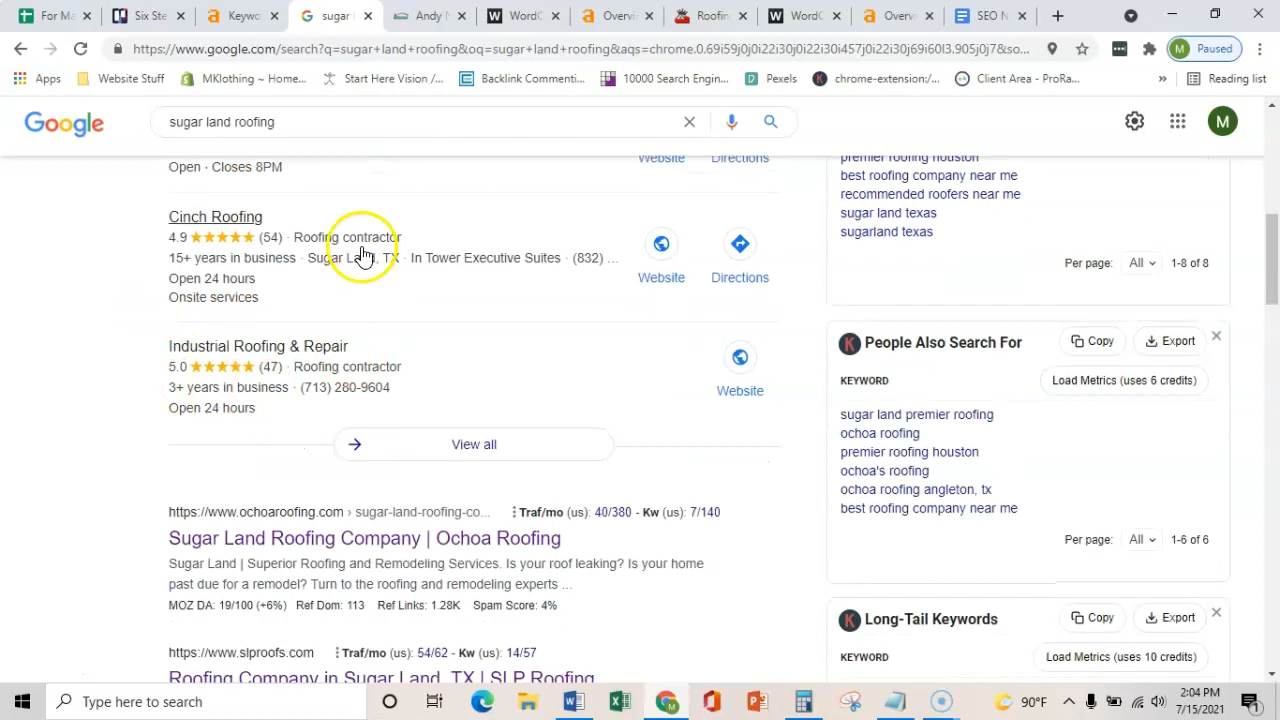 For Ma
Six Ste
Keyw
sugar
Andy
WordC
Overvi
Roofin
WordC
Overv
SEO N
https://www.google.com/search?q=sugar+land+roofing&oq=sugar+land+roofing&aqs=chrome.0.69i59j0j0i22i30j0i22i30i457j0i22i30j69i60l3.905j0j7&so...
M
Paused
Apps
Website Stuff
MKlothing ~ Home...
Start Here Vision /...
Backlink Commenti...
10000 Search Engin...
Pexels
chrome-extension:/...
Client Area - ProRa...
»
Reading list
Google
sugar land roofing
M
Open · Closes 8PM
Website
Directions
Cinch Roofing
4.9 (54) · Roofing contractor
15+ years in business · Sugar Land, TX · In Tower Executive Suites · (832) ...
Open 24 hours
Onsite services
Website
Directions
Industrial Roofing & Repair
5.0 (47) · Roofing contractor
3+ years in business · (713) 280-9604
Open 24 hours
Website
View all
https://www.ochoaroofing.com › sugar-land-roofing-co...
Traf/mo (us): 40/380 - Kw (us): 7/140
Sugar Land Roofing Company | Ochoa Roofing
Sugar Land | Superior Roofing and Remodeling Services. Is your roof leaking? Is your home
past due for a remodel? Turn to the roofing and remodeling experts ...
MOZ DA: 19/100 (+6%) Ref Dom: 113 Ref Links: 1.28K Spam Score: 4%
https://www.slproofs.com
Traf/mo (us): 54/62 - Kw (us): 14/57
Roofing Company in Sugar Land, TX | SLP Roofing
premier roofing houston
best roofing company near me
recommended roofers near me
sugar land texas
sugarland texas
Per page: All 1-8 of 8
K People Also Search For
Copy
Export
KEYWORD
Load Metrics (uses 6 credits)
sugar land premier roofing
ochoa roofing
premier roofing houston
ochoa's roofing
ochoa roofing angleton, tx
best roofing company near me
Per page: All 1-6 of 6
K Long-Tail Keywords
Copy
Export
KEYWORD
Load Metrics (uses 10 credits)
Type here to search
90°F
2:04 PM
7/15/2021